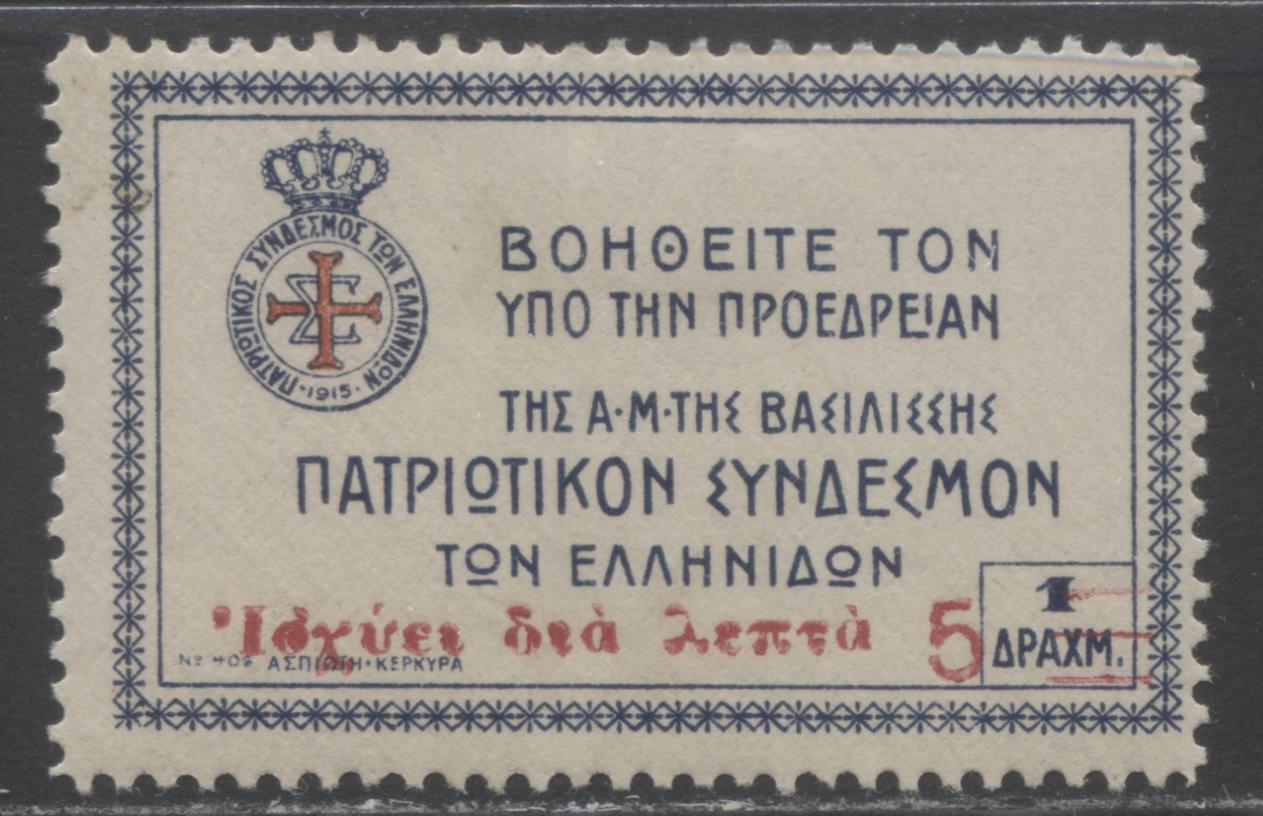 ΠΑΤΡΙΩΤΙΚΟΣ ΣΥΝΔΕΣΜΟΣ ΤΩΝ ΕΛΛΗΝΙΔΩΝ
·1915·
Σ
ΒΟΗΘΕΙΤΕ ΤΟΝ
ΥΠΟ ΤΗΝ ΠΡΟΕΔΡΕΙΑΝ
ΤΗΣ Α·Μ·ΤΗΣ ΒΑΣΙΛΙΣΣΗΣ
ΠΑΤΡΙΩΤΙΚΟΝ ΣΥΝΔΕΣΜΟΝ
ΤΩΝ ΕΛΛΗΝΙΔΩΝ
Ἰσχύει διὰ λεπτὰ 5
1
ΔΡΑΧΜ.
Νο ΑΣΠΙΩΤΗ·ΚΕΡΚΥΡΑ